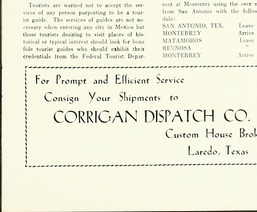 Tourists are warned not to accept the ser-
vices of any person purporting to be a tour-
ist guide. The services of guides are not ne-
cessary when entering any city in Mexico but
those tourists desiring to visit places of his-
torical or typical interest should look for bona
fide tourist guides who should exhibit their
credentials from the Federal Tourist Depar-
over at Monterrey using the over
from San Antonio with the follow
dule:
SAN ANTONIO, TEX. Leave
MONTERREY Arrive
MATAMOROS Leave
REYNOSA "
MONTERREY Arrive
For Prompt and Efficient Service
Consign Your Shipments to
CORRIGAN DISPATCH CO.
Custom House Brok
Laredo, Texas